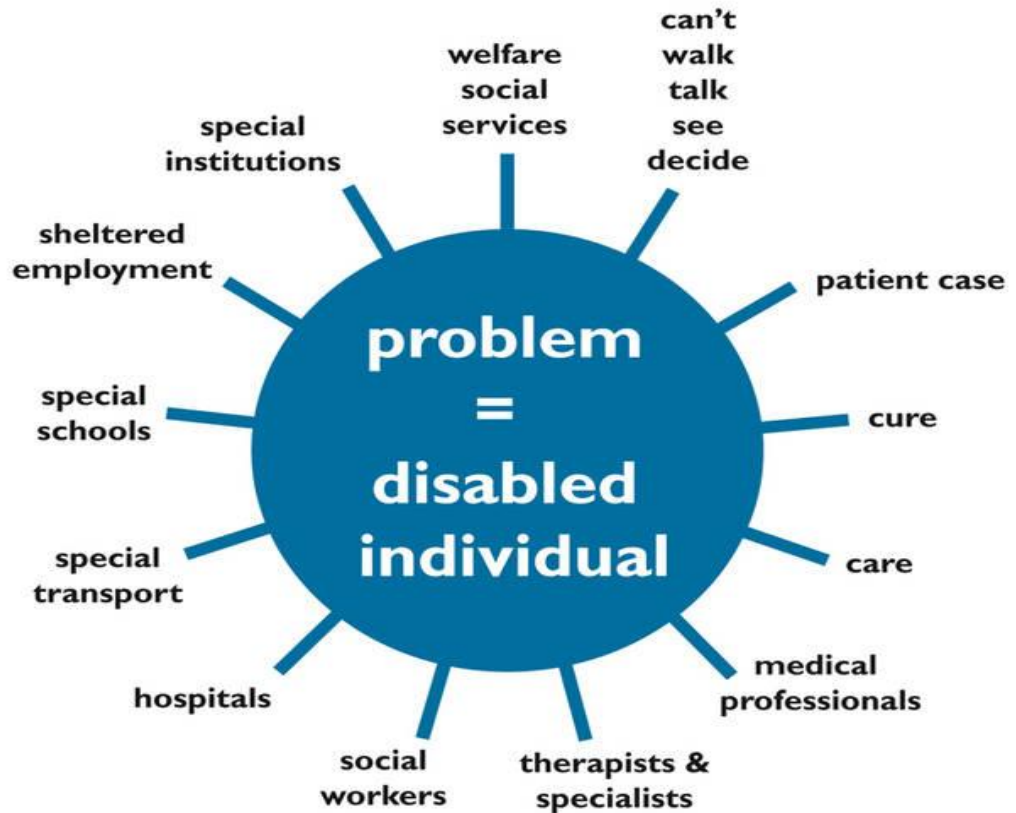 problem
=
disabled
individual
welfare
social
services
can't
walk
talk
see
decide
patient case
cure
care
medical
professionals
therapists &
specialists
social
workers
hospitals
special
transport
special
schools
sheltered
employment
special
institutions